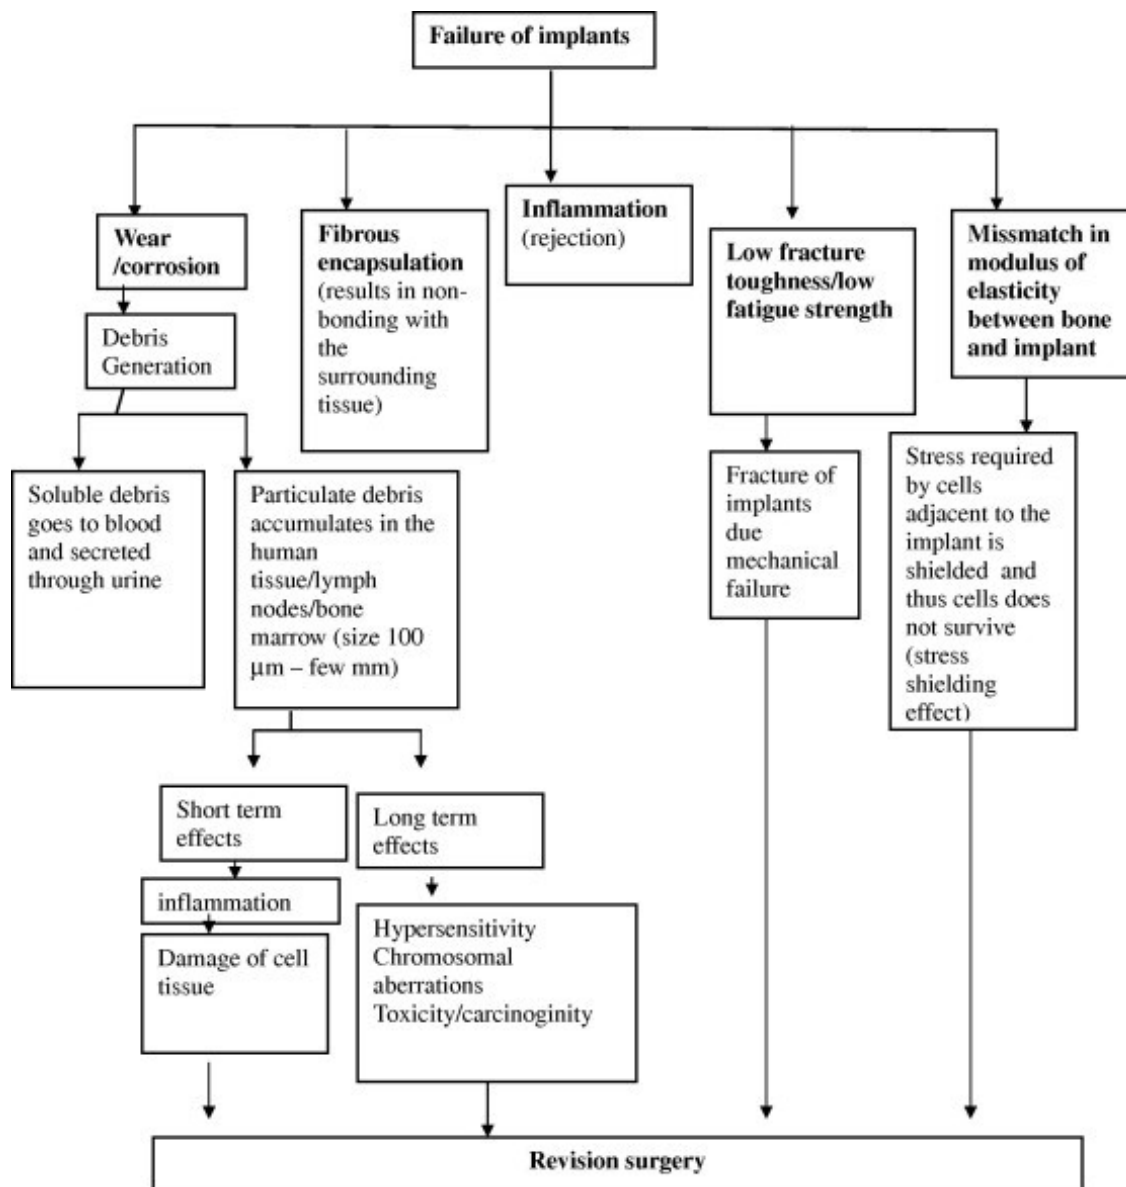 Failure of implants
Wear
/corrosion
Fibrous
encapsulation
(results in non-
bonding with
the
surrounding
tissue)
Inflammation
(rejection)
Low fracture
toughness/low
fatigue strength
Missmatch in
modulus of
elasticity
between bone
and implant
Debris
Generation
Soluble debris
goes to blood
and secreted
through urine
Particulate debris
accumulates in the
human
tissue/lymph
nodes/bone
marrow (size 100
μm – few mm)
Fracture of
implants
due
mechanical
failure
Stress required
by cells
adjacent to the
implant is
shielded and
thus cells does
not survive
(stress
shielding
effect)
Short term
effects
Long term
effects
inflammation
Damage of cell
tissue
Hypersensitivity
Chromosomal
aberrations
Toxicity/carcinoginity
Revision surgery